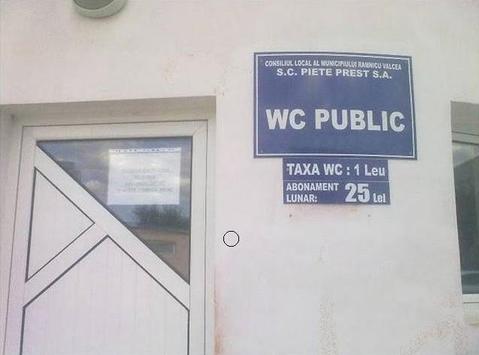 CONSILIUL LOCAL AL MUNICIPIULUI RAMNICU VALCEA
S.C. PIETE PREST S.A.
WC PUBLIC
TAXA WC : 1 Leu
ABONAMENT
LUNAR: 25 Lei